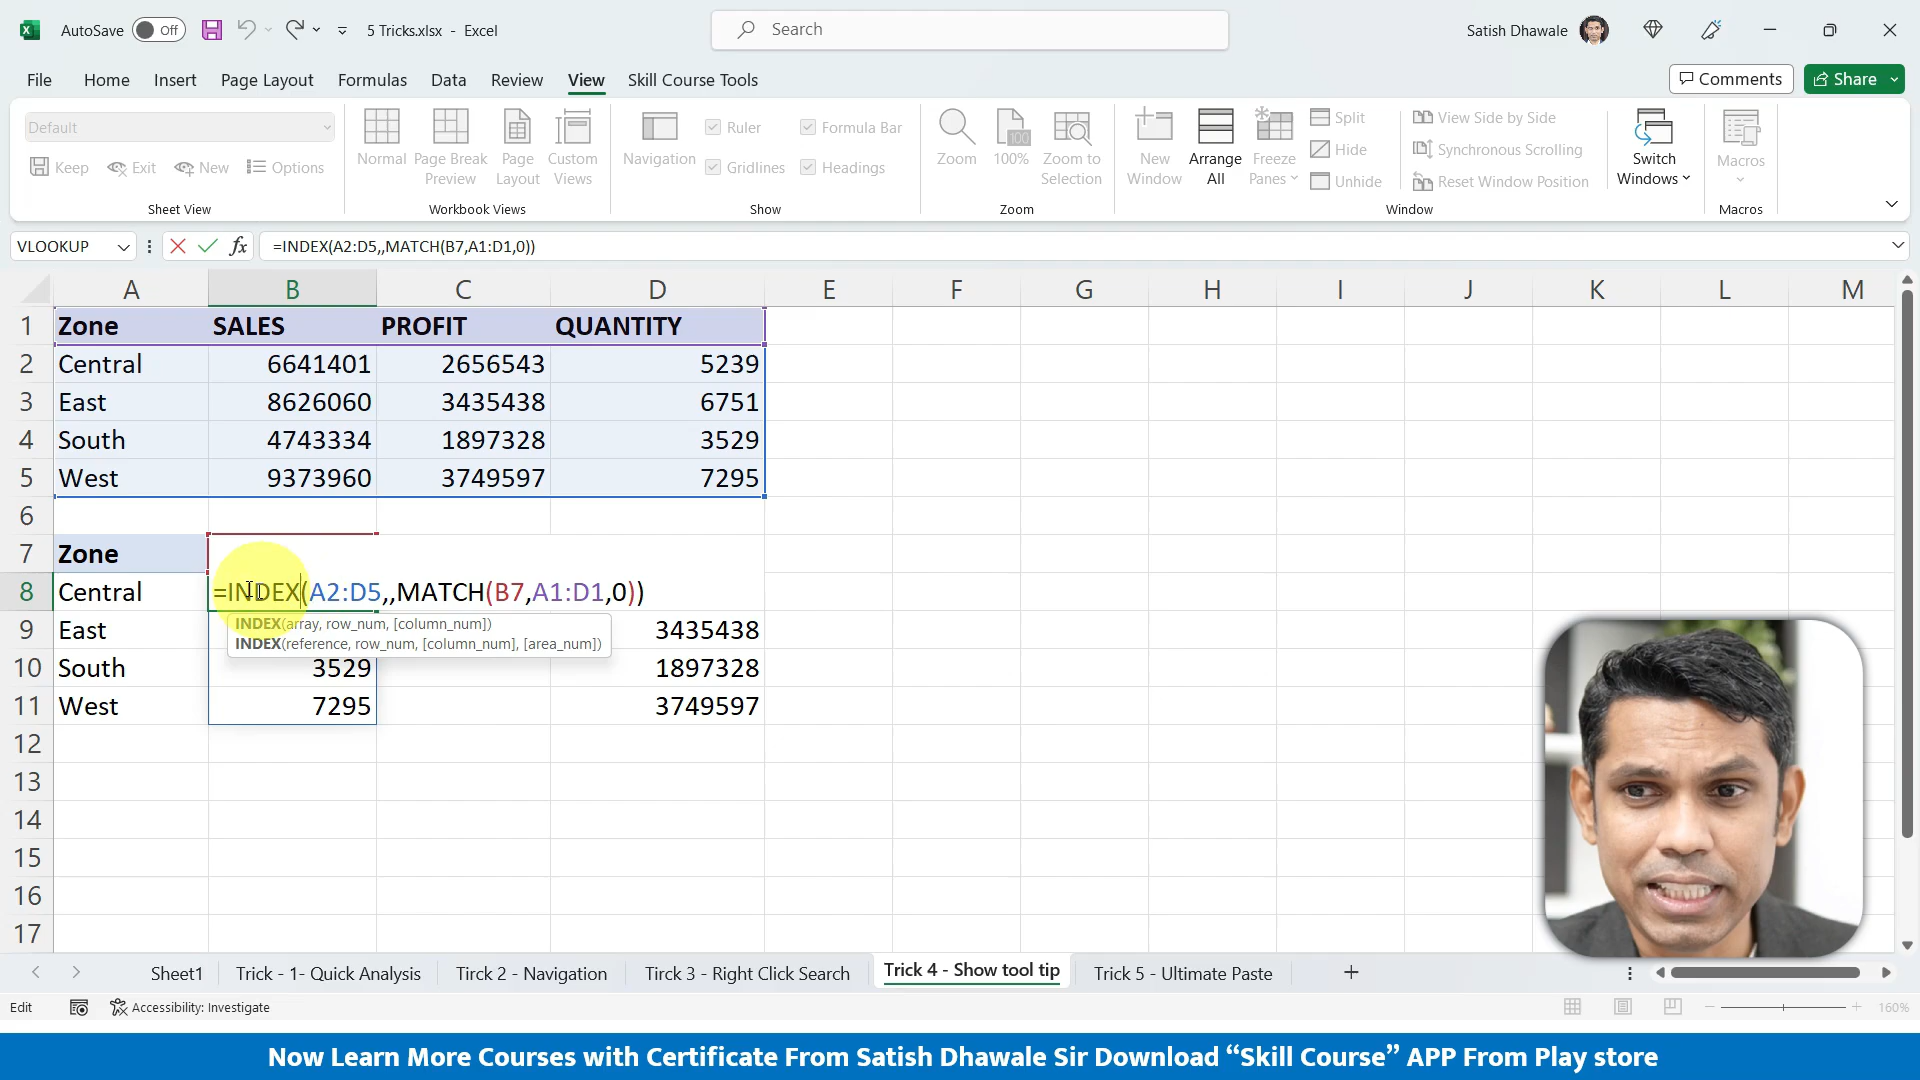 AutoSave Off 5 Tricks.xlsx - Excel Search Satish Dhawale
File Home Insert Page Layout Formulas Data Review View Skill Course Tools Comments Share
Default
Keep Exit New Options
Sheet View
Normal Page Break Preview Page Layout Custom Views
Workbook Views
Navigation Ruler Formula Bar
Gridlines Headings
Show
Zoom 100% Zoom to Selection
Zoom
New Window Arrange All Freeze Panes
Split View Side by Side
Hide Synchronous Scrolling
Unhide Reset Window Position
Switch Windows
Window
Macros
Macros
VLOOKUP fx =INDEX(A2:D5,,MATCH(B7,A1:D1,0))
A B C D E F G H I J K L M
1 Zone SALES PROFIT QUANTITY
2 Central 6641401 2656543 5239
3 East 8626060 3435438 6751
4 South 4743334 1897328 3529
5 West 9373960 3749597 7295
6
7 Zone
8 Central =INDEX(A2:D5,,MATCH(B7,A1:D1,0))
INDEX(array, row_num, [column_num])
INDEX(reference, row_num, [column_num], [area_num])
9 East 3435438
10 South 3529 1897328
11 West 7295 3749597
12
13
14
15
16
17
Sheet1 Trick - 1- Quick Analysis Tirck 2 - Navigation Tirck 3 - Right Click Search Trick 4 - Show tool tip Trick 5 - Ultimate Paste
Edit Accessibility: Investigate 160%
Now Learn More Courses with Certificate From Satish Dhawale Sir Download “Skill Course” APP From Play store